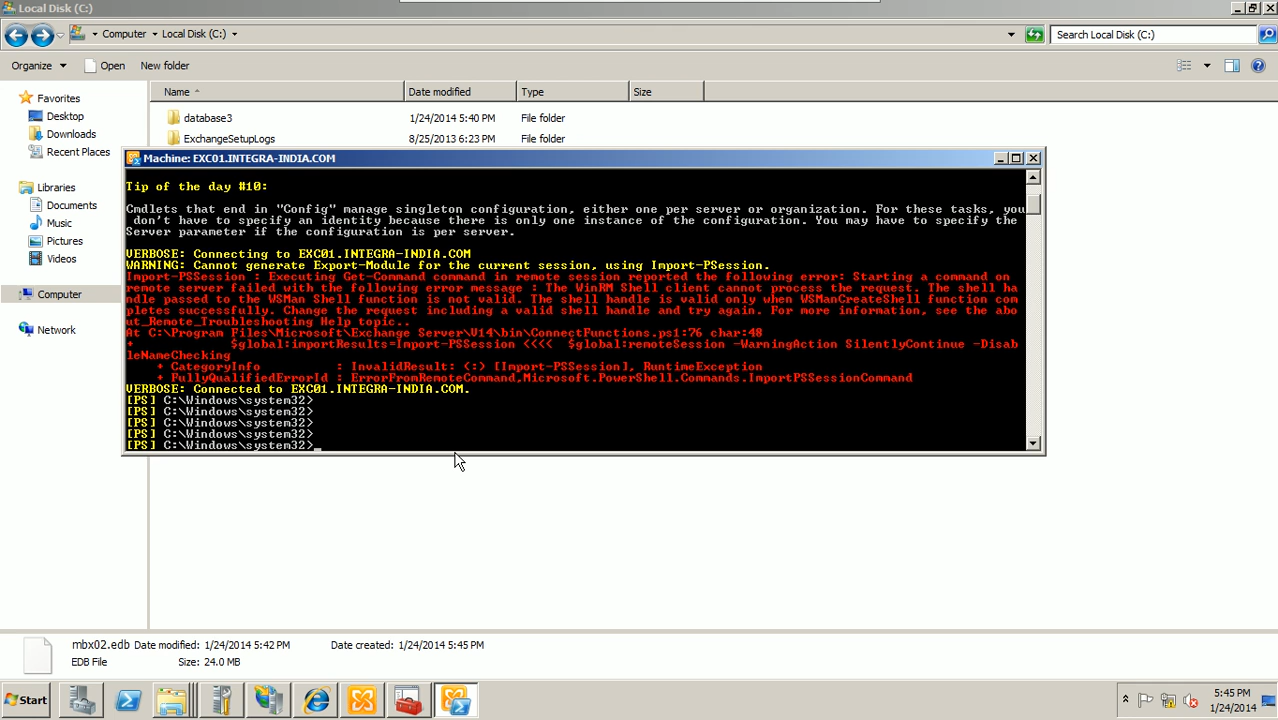 Local Disk (C:)
Computer Local Disk (C:)
Search Local Disk (C:)
Organize Open New folder
Name Date modified Type Size
Favorites
Desktop
Downloads
Recent Places
Libraries
Documents
Music
Pictures
Videos
Computer
Network
database3 1/24/2014 5:40 PM File folder
ExchangeSetupLogs 8/25/2013 6:23 PM File folder
Machine: EXC01.INTEGRA-INDIA.COM
Tip of the day #10:
Cmdlets that end in "Config" manage singleton configuration, either one per server or organization. For these tasks, you
don't have to specify an identity because there is only one instance of the configuration. You may have to specify the
Server parameter if the configuration is per server.
VERBOSE: Connecting to EXC01.INTEGRA-INDIA.COM
WARNING: Cannot generate Export-Module for the current session, using Import-PSession.
Import-PSSession : Executing Get-Command command in remote session reported the following error: Starting a command on
remote server failed with the following error message : The WinRM Shell client cannot process the request. The shell ha
ndle passed to the WSMan Shell function is not valid. The shell handle is valid only when WSManCreateShell function com
pletes successfully. Change the request including a valid shell handle and try again. For more information, see the abo
ut_Remote_Troubleshooting Help topic..
At C:\Program Files\Microsoft\Exchange Server\V14\bin\ConnectFunctions.ps1:76 char:48
+ $global:importResults=Import-PSSession <<<< $global:remoteSession -WarningAction SilentlyContinue -Disab
leNameChecking
+ CategoryInfo : InvalidResult: (:) [Import-PSSession], RuntimeException
+ FullyQualifiedErrorId : ErrorFromRemoteCommand,Microsoft.PowerShell.Commands.ImportPSSessionCommand
VERBOSE: Connected to EXC01.INTEGRA-INDIA.COM.
[PS] C:\Windows\system32>
[PS] C:\Windows\system32>
[PS] C:\Windows\system32>
[PS] C:\Windows\system32>
[PS] C:\Windows\system32>_
mbx02.edb Date modified: 1/24/2014 5:42 PM Date created: 1/24/2014 5:45 PM
EDB File Size: 24.0 MB
Start
5:45 PM
1/24/2014